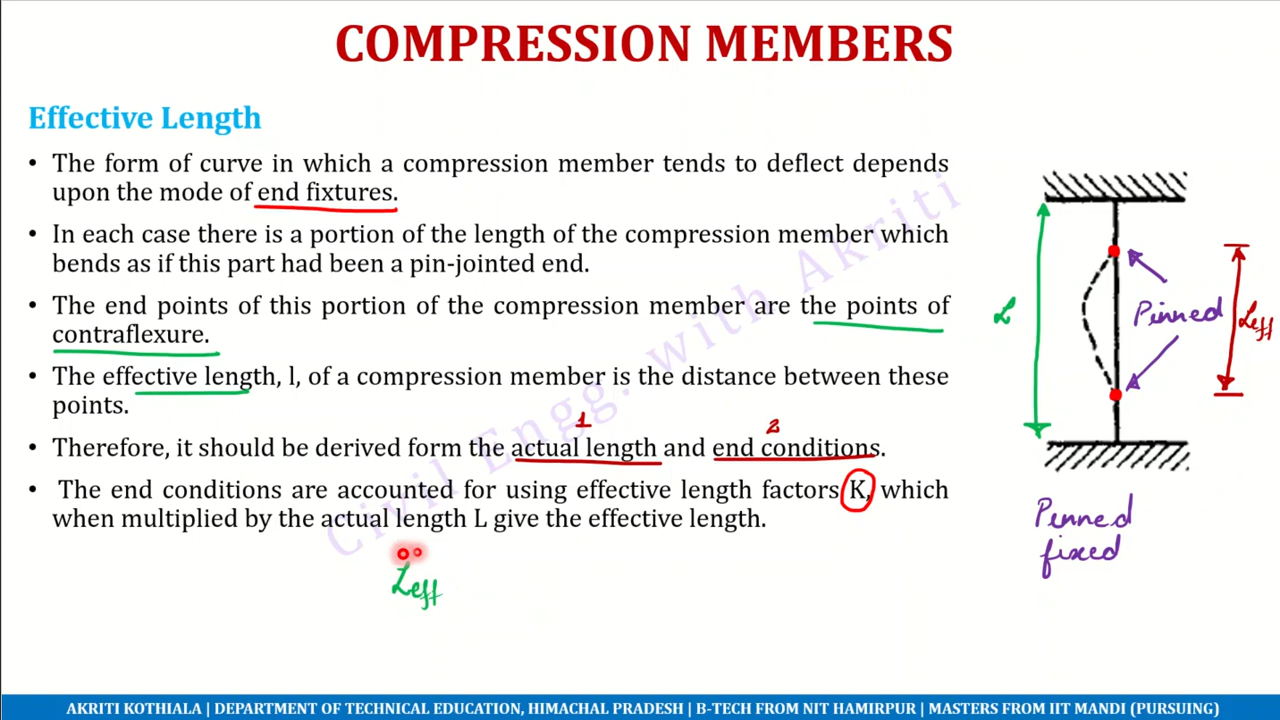 COMPRESSION MEMBERS
Effective Length
• The form of curve in which a compression member tends to deflect depends
upon the mode of end fixtures.
• In each case there is a portion of the length of the compression member which
bends as if this part had been a pin-jointed end.
• The end points of this portion of the compression member are the points of
contraflexure.
• The effective length, l, of a compression member is the distance between these
points.
1 2
• Therefore, it should be derived form the actual length and end conditions.
• The end conditions are accounted for using effective length factors K, which
when multiplied by the actual length L give the effective length.
Leff
L
Pinned
Leff
Pinned
fixed
Civil Engg. with Akriti
AKRITI KOTHIALA | DEPARTMENT OF TECHNICAL EDUCATION, HIMACHAL PRADESH | B-TECH FROM NIT HAMIRPUR | MASTERS FROM IIT MANDI (PURSUING)